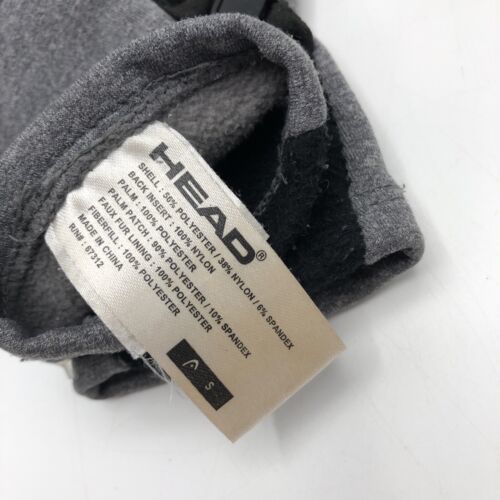 HEAD®
SHELL : 56% POLYESTER / 38% NYLON / 6% SPANDEX
BACK INSERT : 100% NYLON
PALM : 100% POLYESTER
PALM PATCH : 90% POLYESTER / 10% SPANDEX
FAUX FUR LINING : 100% POLYESTER
FIBERFILL : 100% POLYESTER
MADE IN CHINA
RN# : 67312
S